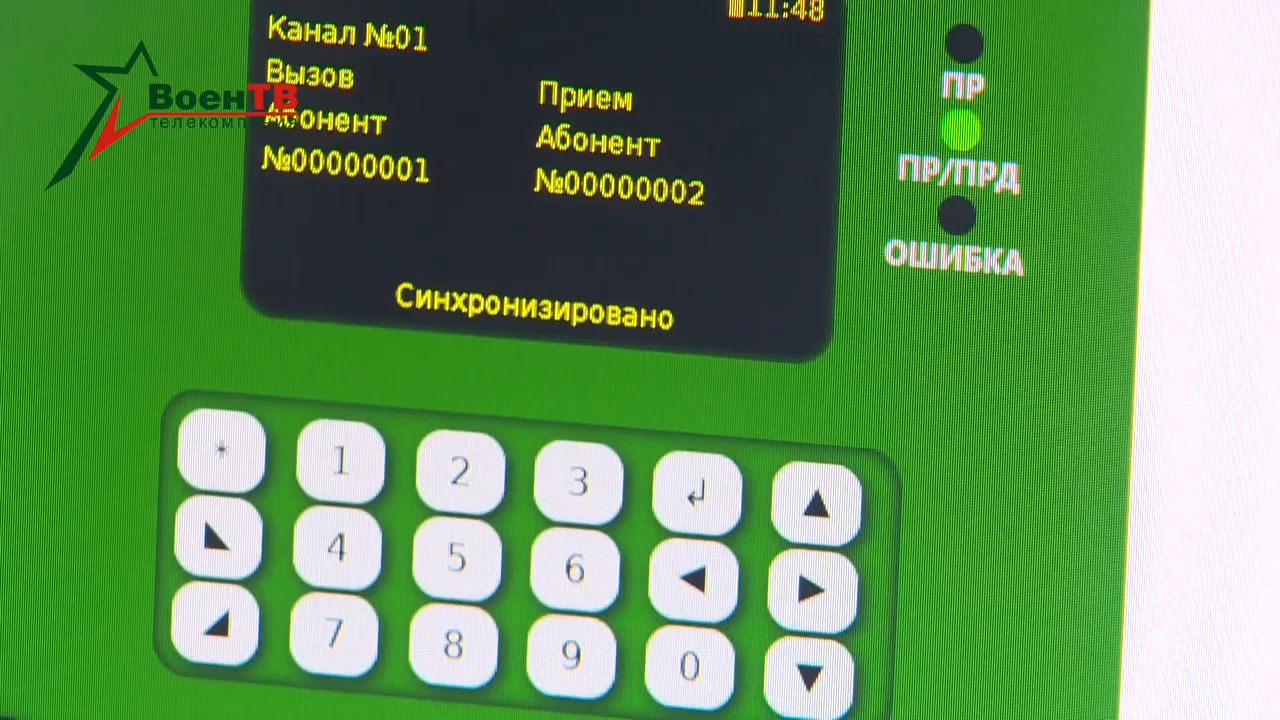 11:48
Канал №01
Вызов
Абонент
№00000001
Прием
Абонент
№00000002
Синхронизировано
ПР
ПР/ПРД
ОШИБКА
ВоенТВ
* 1 2 3
4 5 6
7 8 9 0